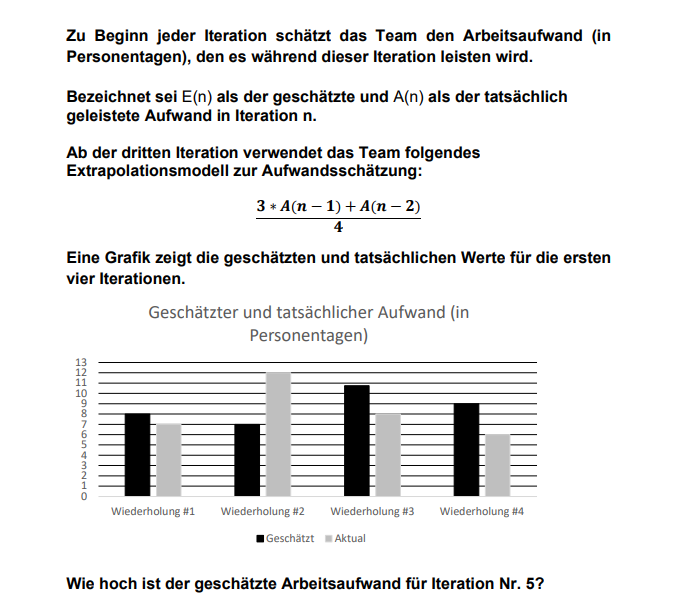 Zu Beginn jeder Iteration schätzt das Team den Arbeitsaufwand (in
Personentagen), den es während dieser Iteration leisten wird.
Bezeichnet sei E(n) als der geschätzte und A(n) als der tatsächlich
geleistete Aufwand in Iteration n.
Ab der dritten Iteration verwendet das Team folgendes
Extrapolationsmodell zur Aufwandsschätzung:
3 * A(n − 1) + A(n − 2)
4
Eine Grafik zeigt die geschätzten und tatsächlichen Werte für die ersten
vier Iterationen.
Geschätzter und tatsächlicher Aufwand (in
Personentagen)
13
12
11
10
9
8
7
6
5
4
3
2
1
0
Wiederholung #1 Wiederholung #2 Wiederholung #3 Wiederholung #4
Geschätzt Aktual
Wie hoch ist der geschätzte Arbeitsaufwand für Iteration Nr. 5?